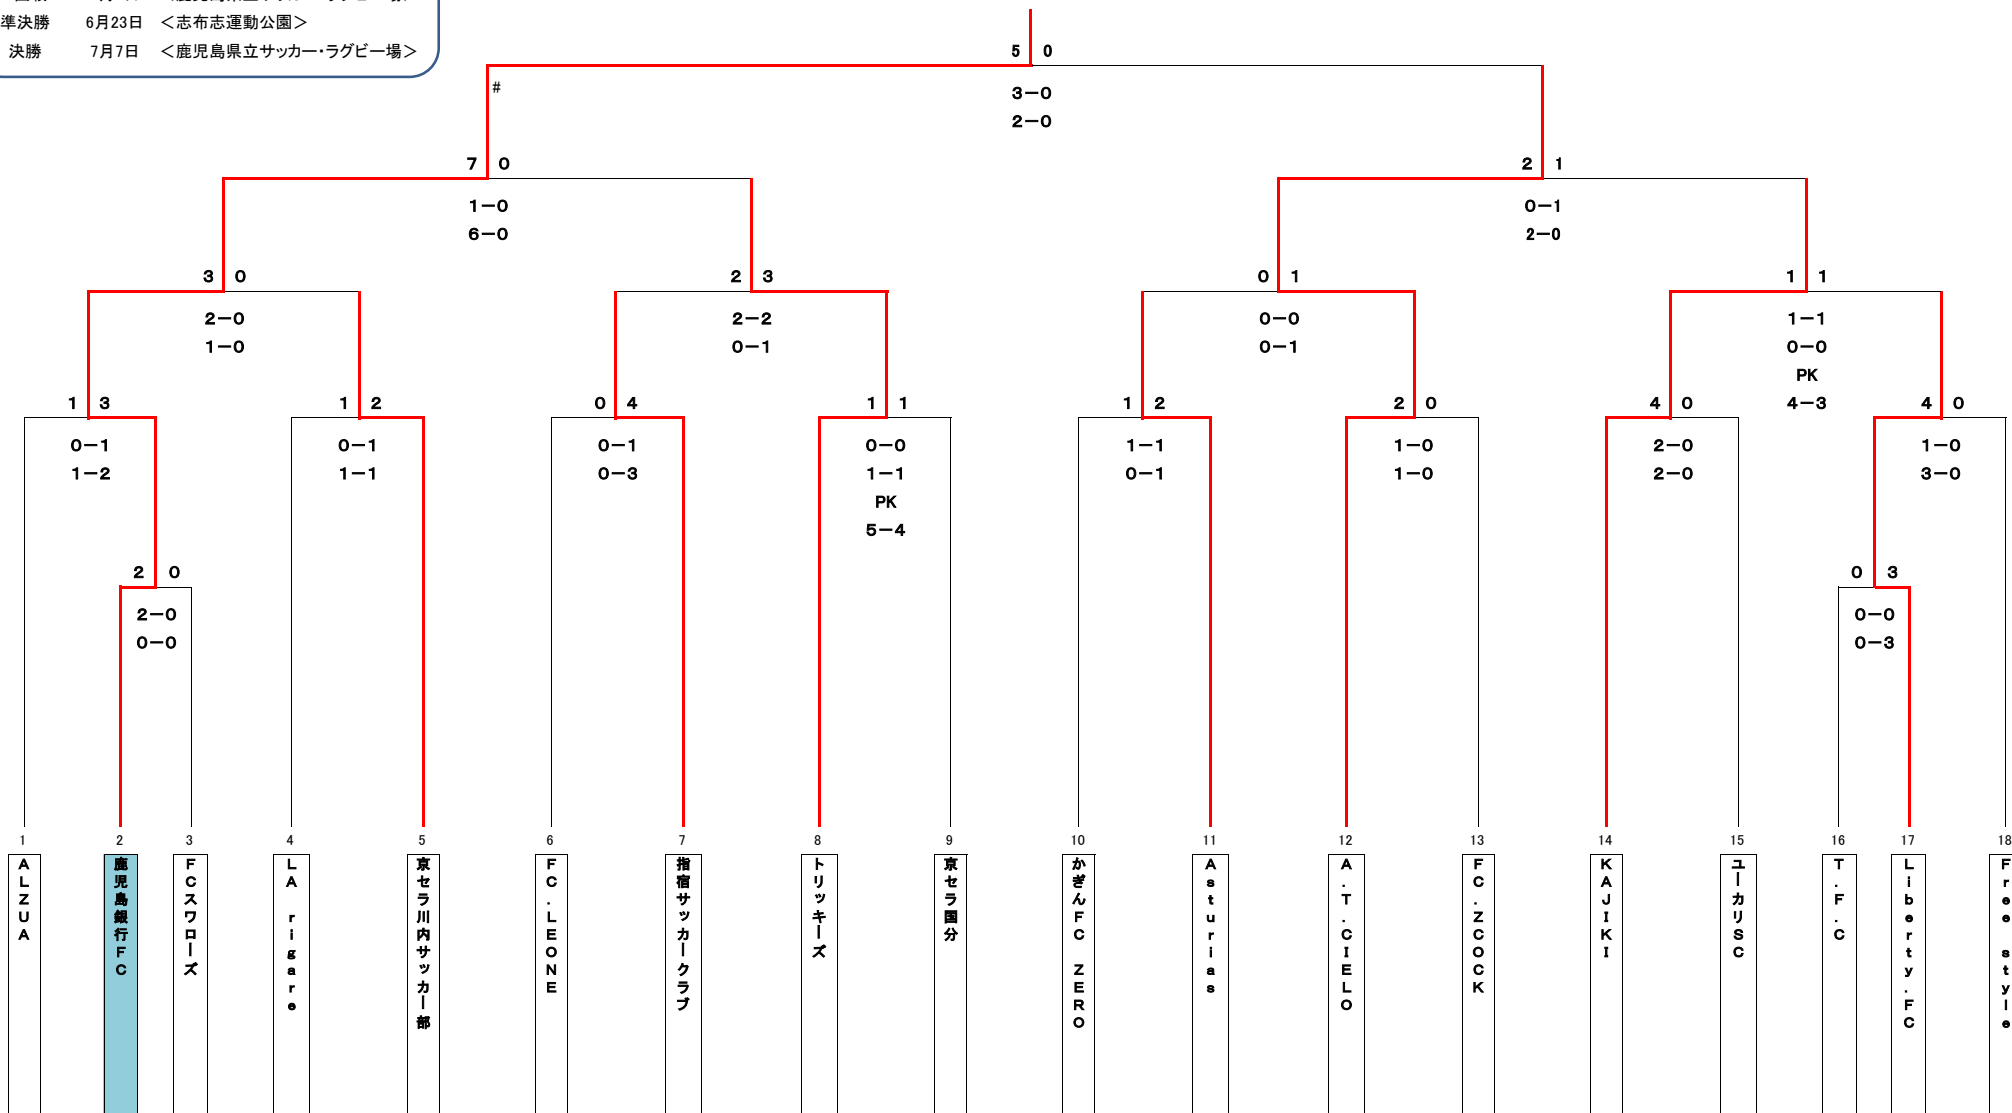 準決勝 6月23日 <志布志運動公園>
決勝 7月7日 <鹿児島県立サッカー・ラグビー場>
5 0
#
3-0
2-0
7 0
2 1
1-0
0-1
6-0
2-0
3 0
2 3
0 1
1 1
2-0
2-2
0-0
1-1
1-0
0-1
0-1
0-0
PK
4-3
1 3
1 2
0 4
1 1
1 2
2 0
4 0
4 0
0-1
0-1
0-1
0-0
1-1
1-0
2-0
1-0
1-2
1-1
0-3
1-1
0-1
1-0
2-0
3-0
PK
5-4
2 0
0 3
2-0
0-0
0-0
0-3
1 2 3 4 5 6 7 8 9 10 11 12 13 14 15 16 17 18
ALZUA
鹿児島銀行FC
FCスワローズ
LA rigare
京セラ川内サッカー部
FC.LEONE
指宿サッカークラブ
トリッキーズ
京セラ国分
かぎんFC ZERO
Asturias
A.T.CIELO
FC.ZCOCK
KAJIKI
ユーカリSC
T.F.C
Liberty.FC
Free style